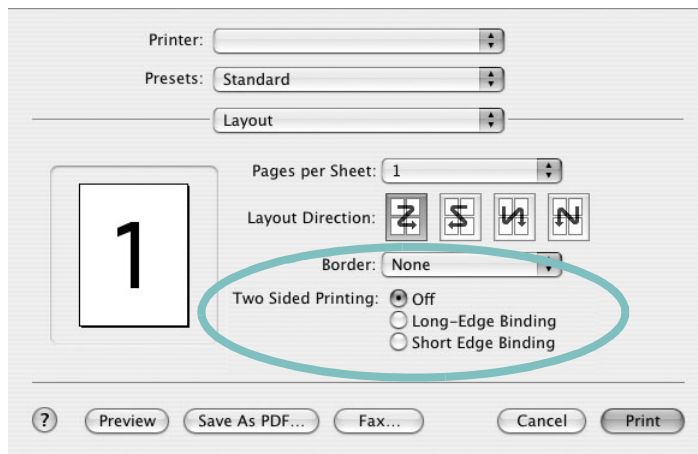 Printer:
Presets: Standard
Layout
Pages per Sheet: 1
1
Layout Direction:
Border: None
Two Sided Printing: Off
Long-Edge Binding
Short Edge Binding
? Preview Save As PDF... Fax... Cancel Print